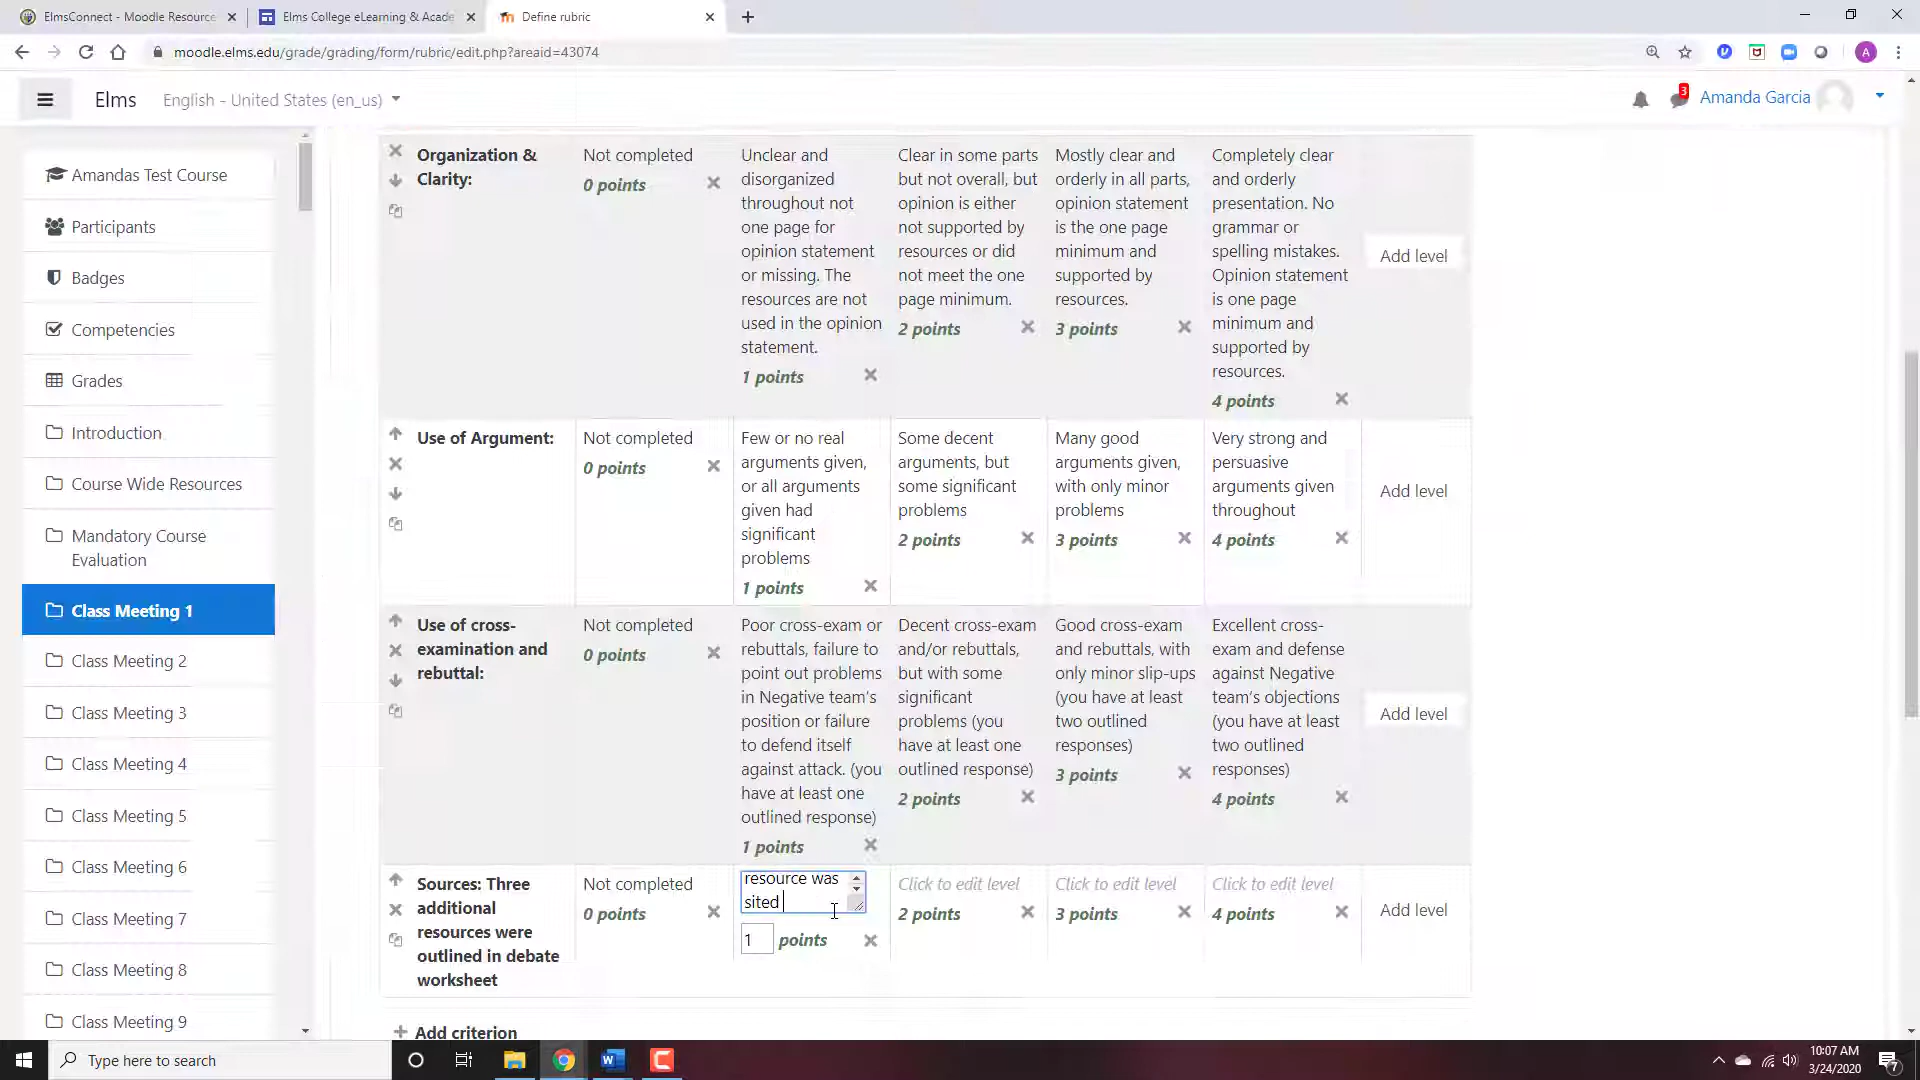 ElmsConnect - Moodle Resource
Elms College eLearning & Acade
Define rubric
moodle.elms.edu/grade/grading/form/rubric/edit.php?areaid=43074
A
Elms
English - United States (en_us)
3
Amanda Garcia
Amandas Test Course
Participants
Badges
Competencies
Grades
Introduction
Course Wide Resources
Mandatory Course
Evaluation
Class Meeting 1
Class Meeting 2
Class Meeting 3
Class Meeting 4
Class Meeting 5
Class Meeting 6
Class Meeting 7
Class Meeting 8
Class Meeting 9
Organization &
Clarity:
Not completed
0 points
Unclear and
disorganized
throughout not
one page for
opinion statement
or missing. The
resources are not
used in the opinion
statement.
1 points
Clear in some parts
but not overall, but
opinion is either
not supported by
resources or did
not meet the one
page minimum.
2 points
Mostly clear and
orderly in all parts,
opinion statement
is the one page
minimum and
supported by
resources.
3 points
Completely clear
and orderly
presentation. No
grammar or
spelling mistakes.
Opinion statement
is one page
minimum and
supported by
resources.
4 points
Add level
Use of Argument:
Not completed
0 points
Few or no real
arguments given,
or all arguments
given had
significant
problems
1 points
Some decent
arguments, but
some significant
problems
2 points
Many good
arguments given,
with only minor
problems
3 points
Very strong and
persuasive
arguments given
throughout
4 points
Add level
Use of cross-
examination and
rebuttal:
Not completed
0 points
Poor cross-exam or
rebuttals, failure to
point out problems
in Negative team's
position or failure
to defend itself
against attack. (you
have at least one
outlined response)
1 points
Decent cross-exam
and/or rebuttals,
but with some
significant
problems (you
have at least one
outlined response)
2 points
Good cross-exam
and rebuttals, with
only minor slip-ups
(you have at least
two outlined
responses)
3 points
Excellent cross-
exam and defense
against Negative
team's objections
(you have at least
two outlined
responses)
4 points
Add level
Sources: Three
additional
resources were
outlined in debate
worksheet
Not completed
0 points
resource was
sited
1 points
Click to edit level
2 points
Click to edit level
3 points
Click to edit level
4 points
Add level
Add criterion
Type here to search
10:07 AM
3/24/2020
7